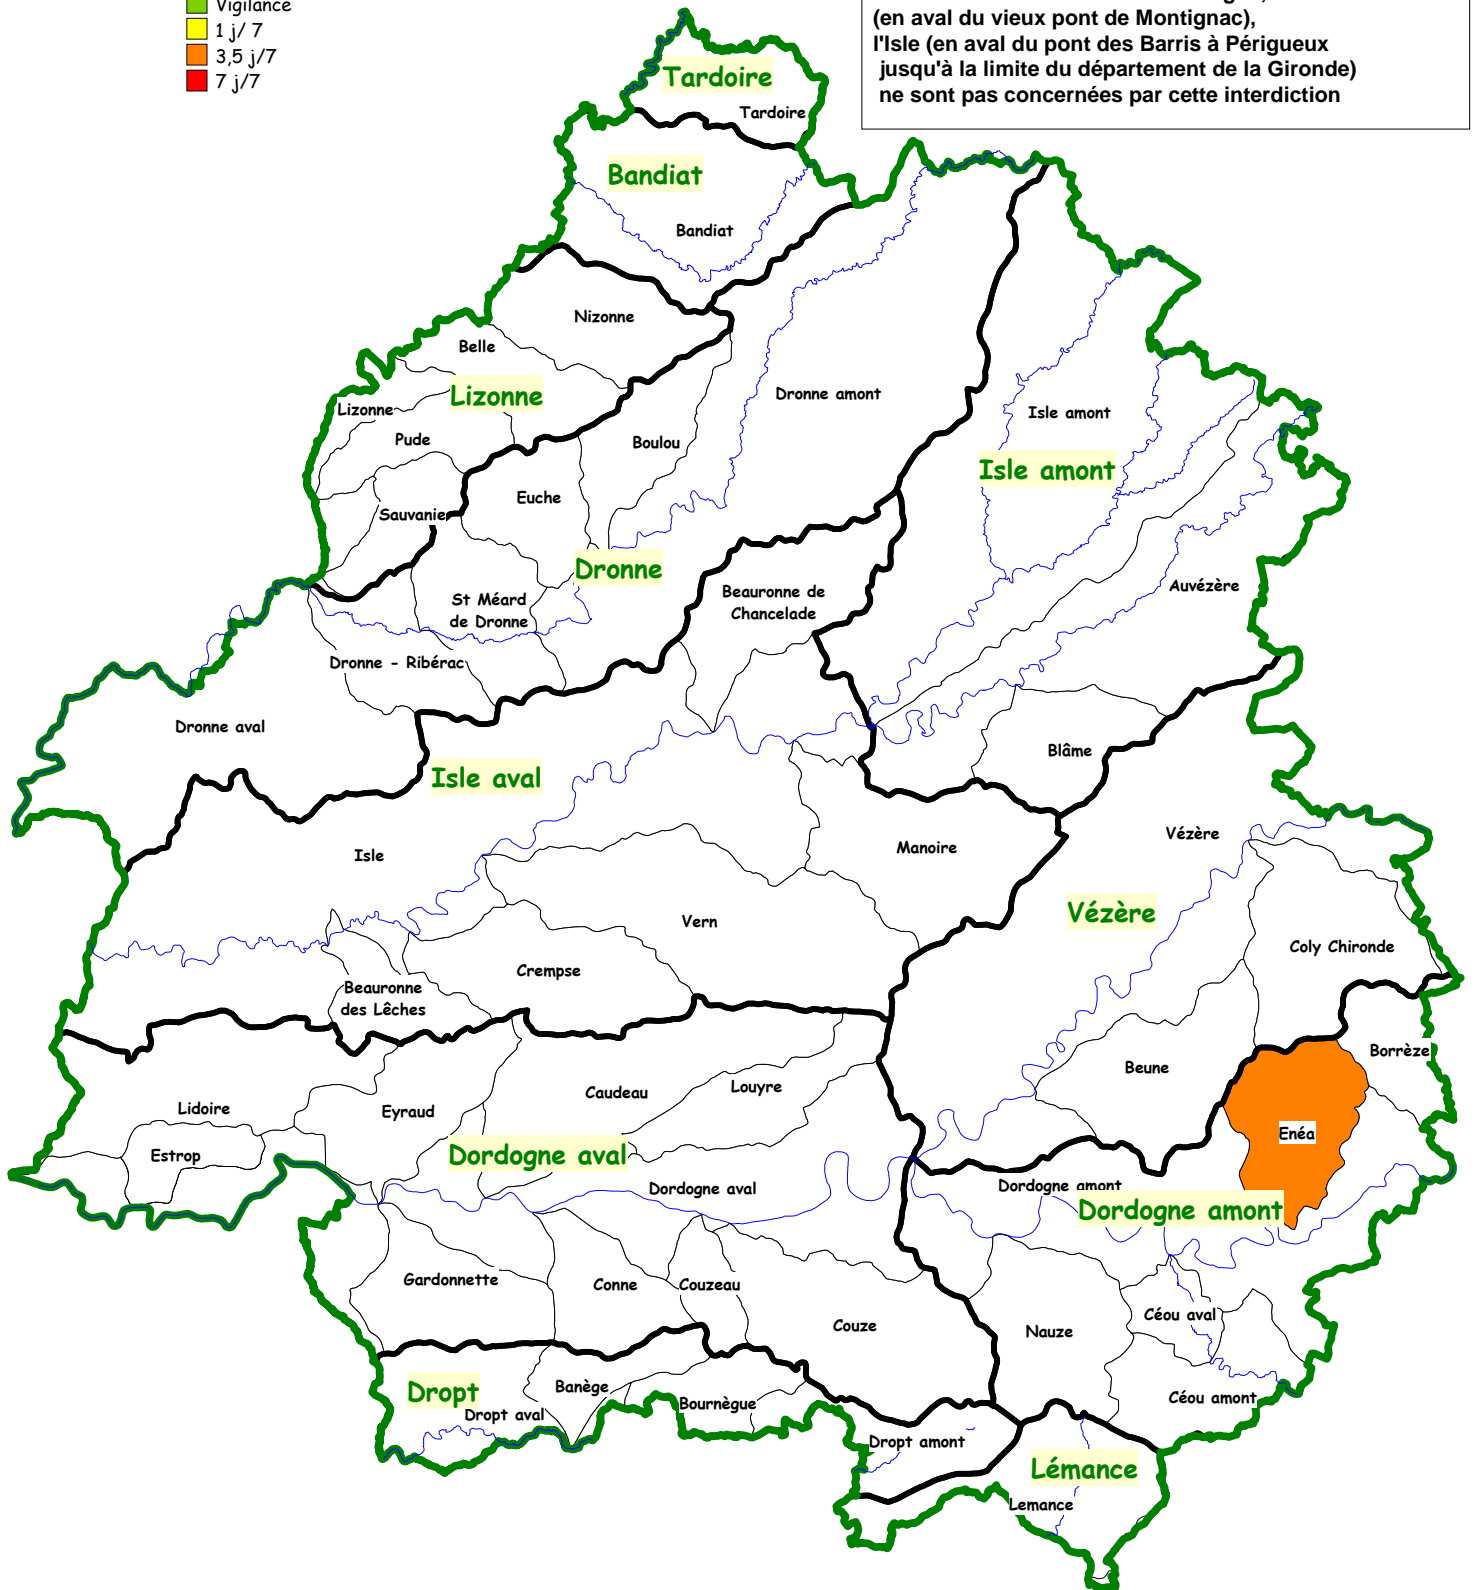 Vigilance
1 j/ 7
3,5 j/7
7 j/7
(en aval du vieux pont de Montignac),
l'Isle (en aval du pont des Barris à Périgueux
jusqu'à la limite du département de la Gironde)
ne sont pas concernées par cette interdiction
Tardoire
Tardoire
Bandiat
Bandiat
Nizonne
Belle
Lizonne
Lizonne
Pude
Sauvanie
Dronne amont
Boulou
Euche
Isle amont
Isle amont
Dronne
St Méard
de Dronne
Beauronne de
Chancelade
Auvézère
Dronne - Ribérac
Dronne aval
Isle aval
Blâme
Isle
Manoire
Vézère
Vézère
Vern
Coly Chironde
Crempse
Beauronne
des Lêches
Borrèze
Beune
Caudeau
Louyre
Lidoire
Eyraud
Enéa
Estrop
Dordogne aval
Dordogne aval
Dordogne amont
Dordogne amont
Gardonnette
Conne
Couzeau
Couze
Nauze
Céou aval
Céou amont
Dropt
Dropt aval
Banège
Bournègue
Dropt amont
Lémance
Lemance